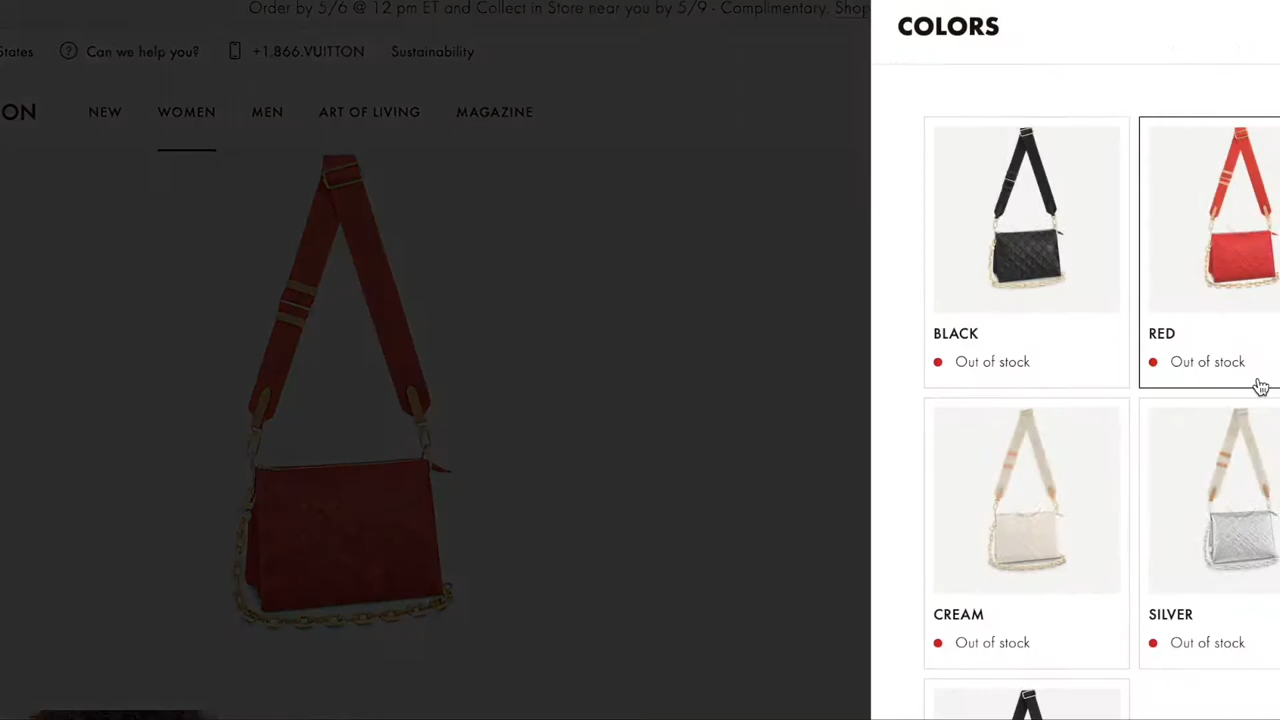 Order by 5/6 @ 12 pm ET and Collect in Store near you by 5/9 - Complimentary. Shop
States
Can we help you?
+1.866.VUITTON
Sustainability
ON
NEW
WOMEN
MEN
ART OF LIVING
MAGAZINE
COLORS
BLACK
Out of stock
RED
Out of stock
CREAM
Out of stock
SILVER
Out of stock